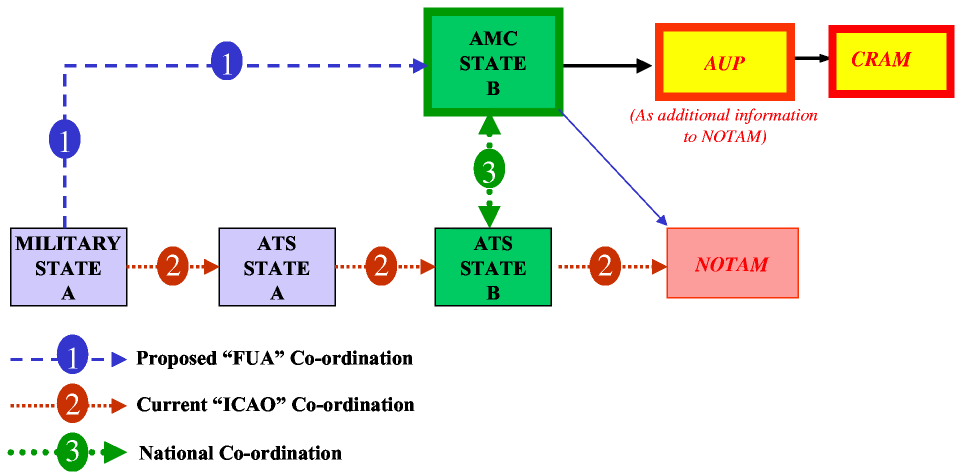 AMC
STATE
B
AUP
CRAM
(As additional information
to NOTAM)
1
1
3
MILITARY
STATE
A
2
ATS
STATE
A
2
ATS
STATE
B
2
NOTAM
1 Proposed “FUA” Co-ordination
2 Current “ICAO” Co-ordination
3 National Co-ordination